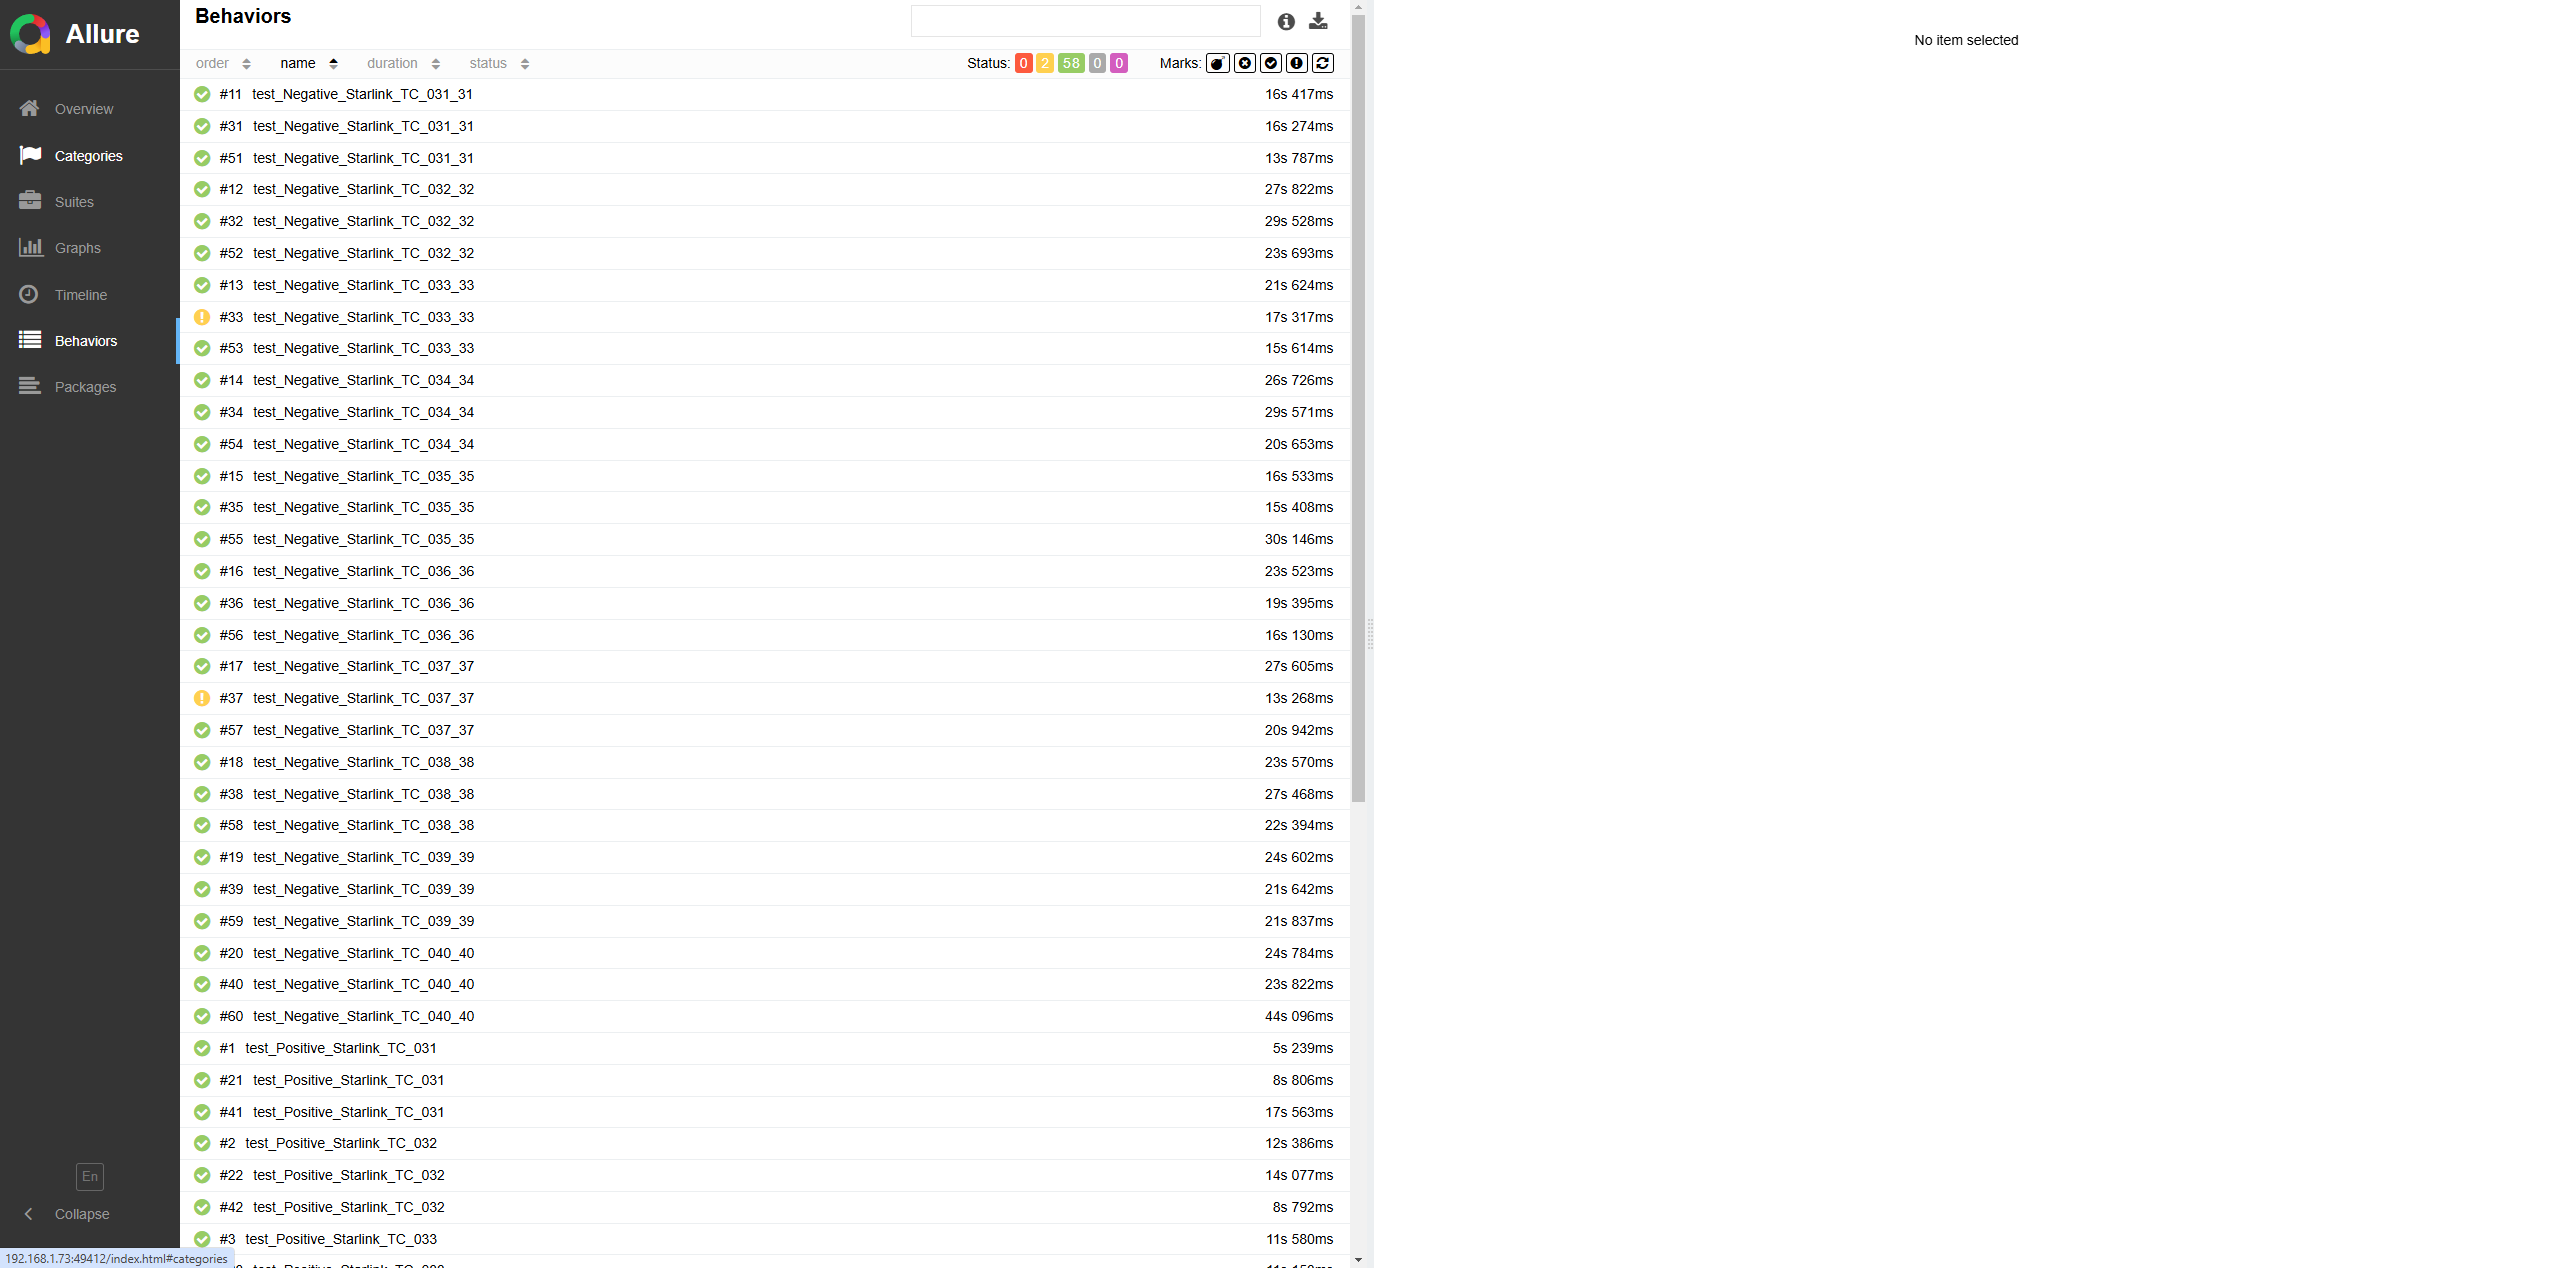 Allure
Overview
Categories
Suites
Graphs
Timeline
Behaviors
Packages
En
Collapse
192.168.1.73:49412/index.html#categories
Behaviors
order name duration status Status: 0 2 58 0 0 Marks:
#11 test_Negative_Starlink_TC_031_31 16s 417ms
#31 test_Negative_Starlink_TC_031_31 16s 274ms
#51 test_Negative_Starlink_TC_031_31 13s 787ms
#12 test_Negative_Starlink_TC_032_32 27s 822ms
#32 test_Negative_Starlink_TC_032_32 29s 528ms
#52 test_Negative_Starlink_TC_032_32 23s 693ms
#13 test_Negative_Starlink_TC_033_33 21s 624ms
#33 test_Negative_Starlink_TC_033_33 17s 317ms
#53 test_Negative_Starlink_TC_033_33 15s 614ms
#14 test_Negative_Starlink_TC_034_34 26s 726ms
#34 test_Negative_Starlink_TC_034_34 29s 571ms
#54 test_Negative_Starlink_TC_034_34 20s 653ms
#15 test_Negative_Starlink_TC_035_35 16s 533ms
#35 test_Negative_Starlink_TC_035_35 15s 408ms
#55 test_Negative_Starlink_TC_035_35 30s 146ms
#16 test_Negative_Starlink_TC_036_36 23s 523ms
#36 test_Negative_Starlink_TC_036_36 19s 395ms
#56 test_Negative_Starlink_TC_036_36 16s 130ms
#17 test_Negative_Starlink_TC_037_37 27s 605ms
#37 test_Negative_Starlink_TC_037_37 13s 268ms
#57 test_Negative_Starlink_TC_037_37 20s 942ms
#18 test_Negative_Starlink_TC_038_38 23s 570ms
#38 test_Negative_Starlink_TC_038_38 27s 468ms
#58 test_Negative_Starlink_TC_038_38 22s 394ms
#19 test_Negative_Starlink_TC_039_39 24s 602ms
#39 test_Negative_Starlink_TC_039_39 21s 642ms
#59 test_Negative_Starlink_TC_039_39 21s 837ms
#20 test_Negative_Starlink_TC_040_40 24s 784ms
#40 test_Negative_Starlink_TC_040_40 23s 822ms
#60 test_Negative_Starlink_TC_040_40 44s 096ms
#1 test_Positive_Starlink_TC_031 5s 239ms
#21 test_Positive_Starlink_TC_031 8s 806ms
#41 test_Positive_Starlink_TC_031 17s 563ms
#2 test_Positive_Starlink_TC_032 12s 386ms
#22 test_Positive_Starlink_TC_032 14s 077ms
#42 test_Positive_Starlink_TC_032 8s 792ms
#3 test_Positive_Starlink_TC_033 11s 580ms
No item selected